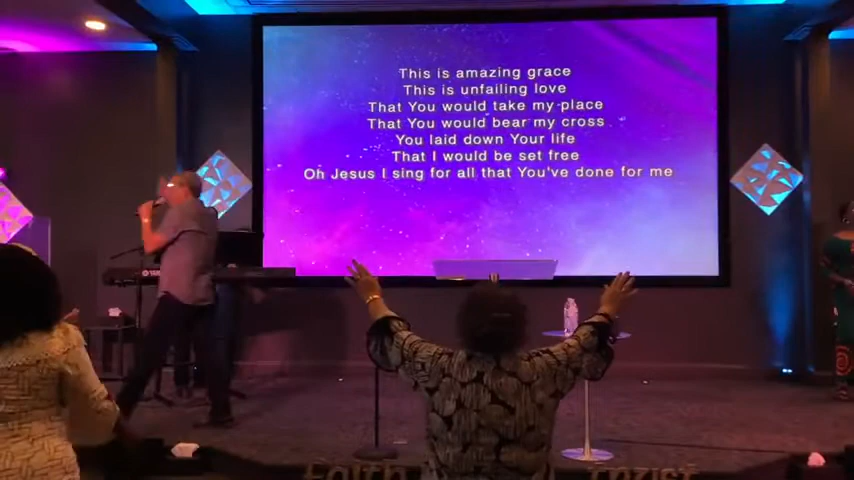 This is amazing grace
This is unfailing love
That You would take my place
That You would bear my cross
You laid down Your life
That I would be set free
Oh Jesus I sing for all that You've done for me
Faith